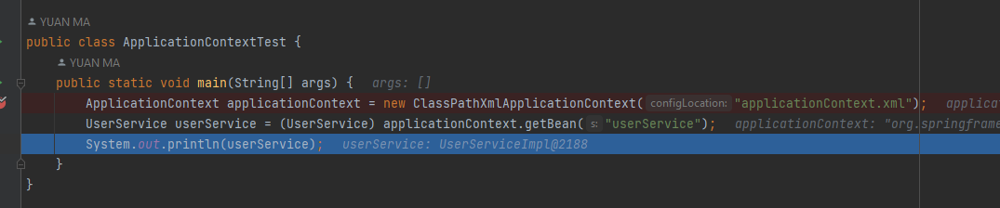 YUAN MA
public class ApplicationContextTest {
YUAN MA
public static void main(String[] args) { args: []
ApplicationContext applicationContext = new ClassPathXmlApplicationContext( configLocation: "applicationContext.xml"); applicat
UserService userService = (UserService) applicationContext.getBean( s: "userService"); applicationContext: "org.springframe
System.out.println(userService); userService: UserServiceImpl@2188
}
}